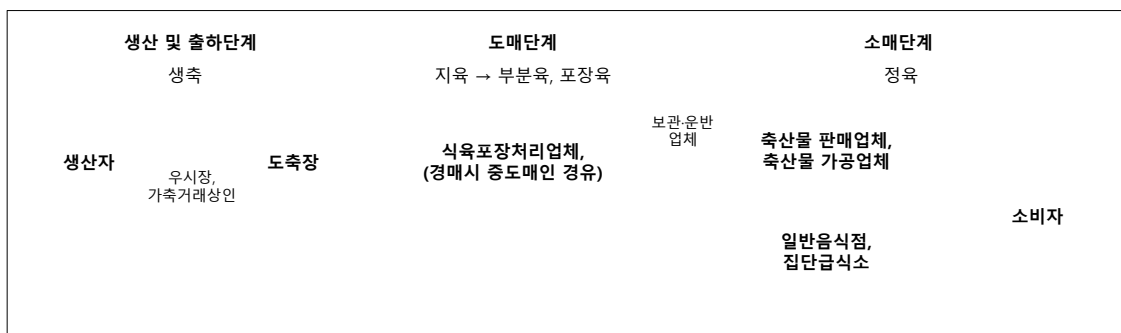 생산 및 출하단계
도매단계
소매단계
생축
지육 → 부분육, 포장육
정육
생산자
우시장,
가축거래상인
도축장
식육포장처리업체,
(경매시 중도매인 경유)
보관·운반
업체
축산물 판매업체,
축산물 가공업체
일반음식점,
집단급식소
소비자